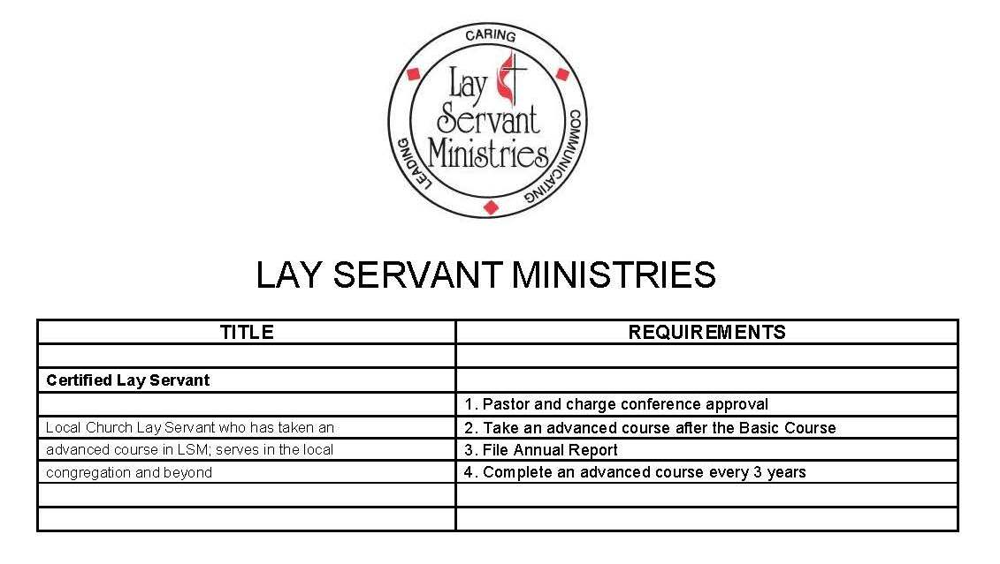 CARING
Lay
Servant
Ministries
LEADING
COMMUNICATING
LAY SERVANT MINISTRIES
TITLE REQUIREMENTS
Certified Lay Servant
1. Pastor and charge conference approval
Local Church Lay Servant who has taken an 2. Take an advanced course after the Basic Course
advanced course in LSM; serves in the local 3. File Annual Report
congregation and beyond 4. Complete an advanced course every 3 years